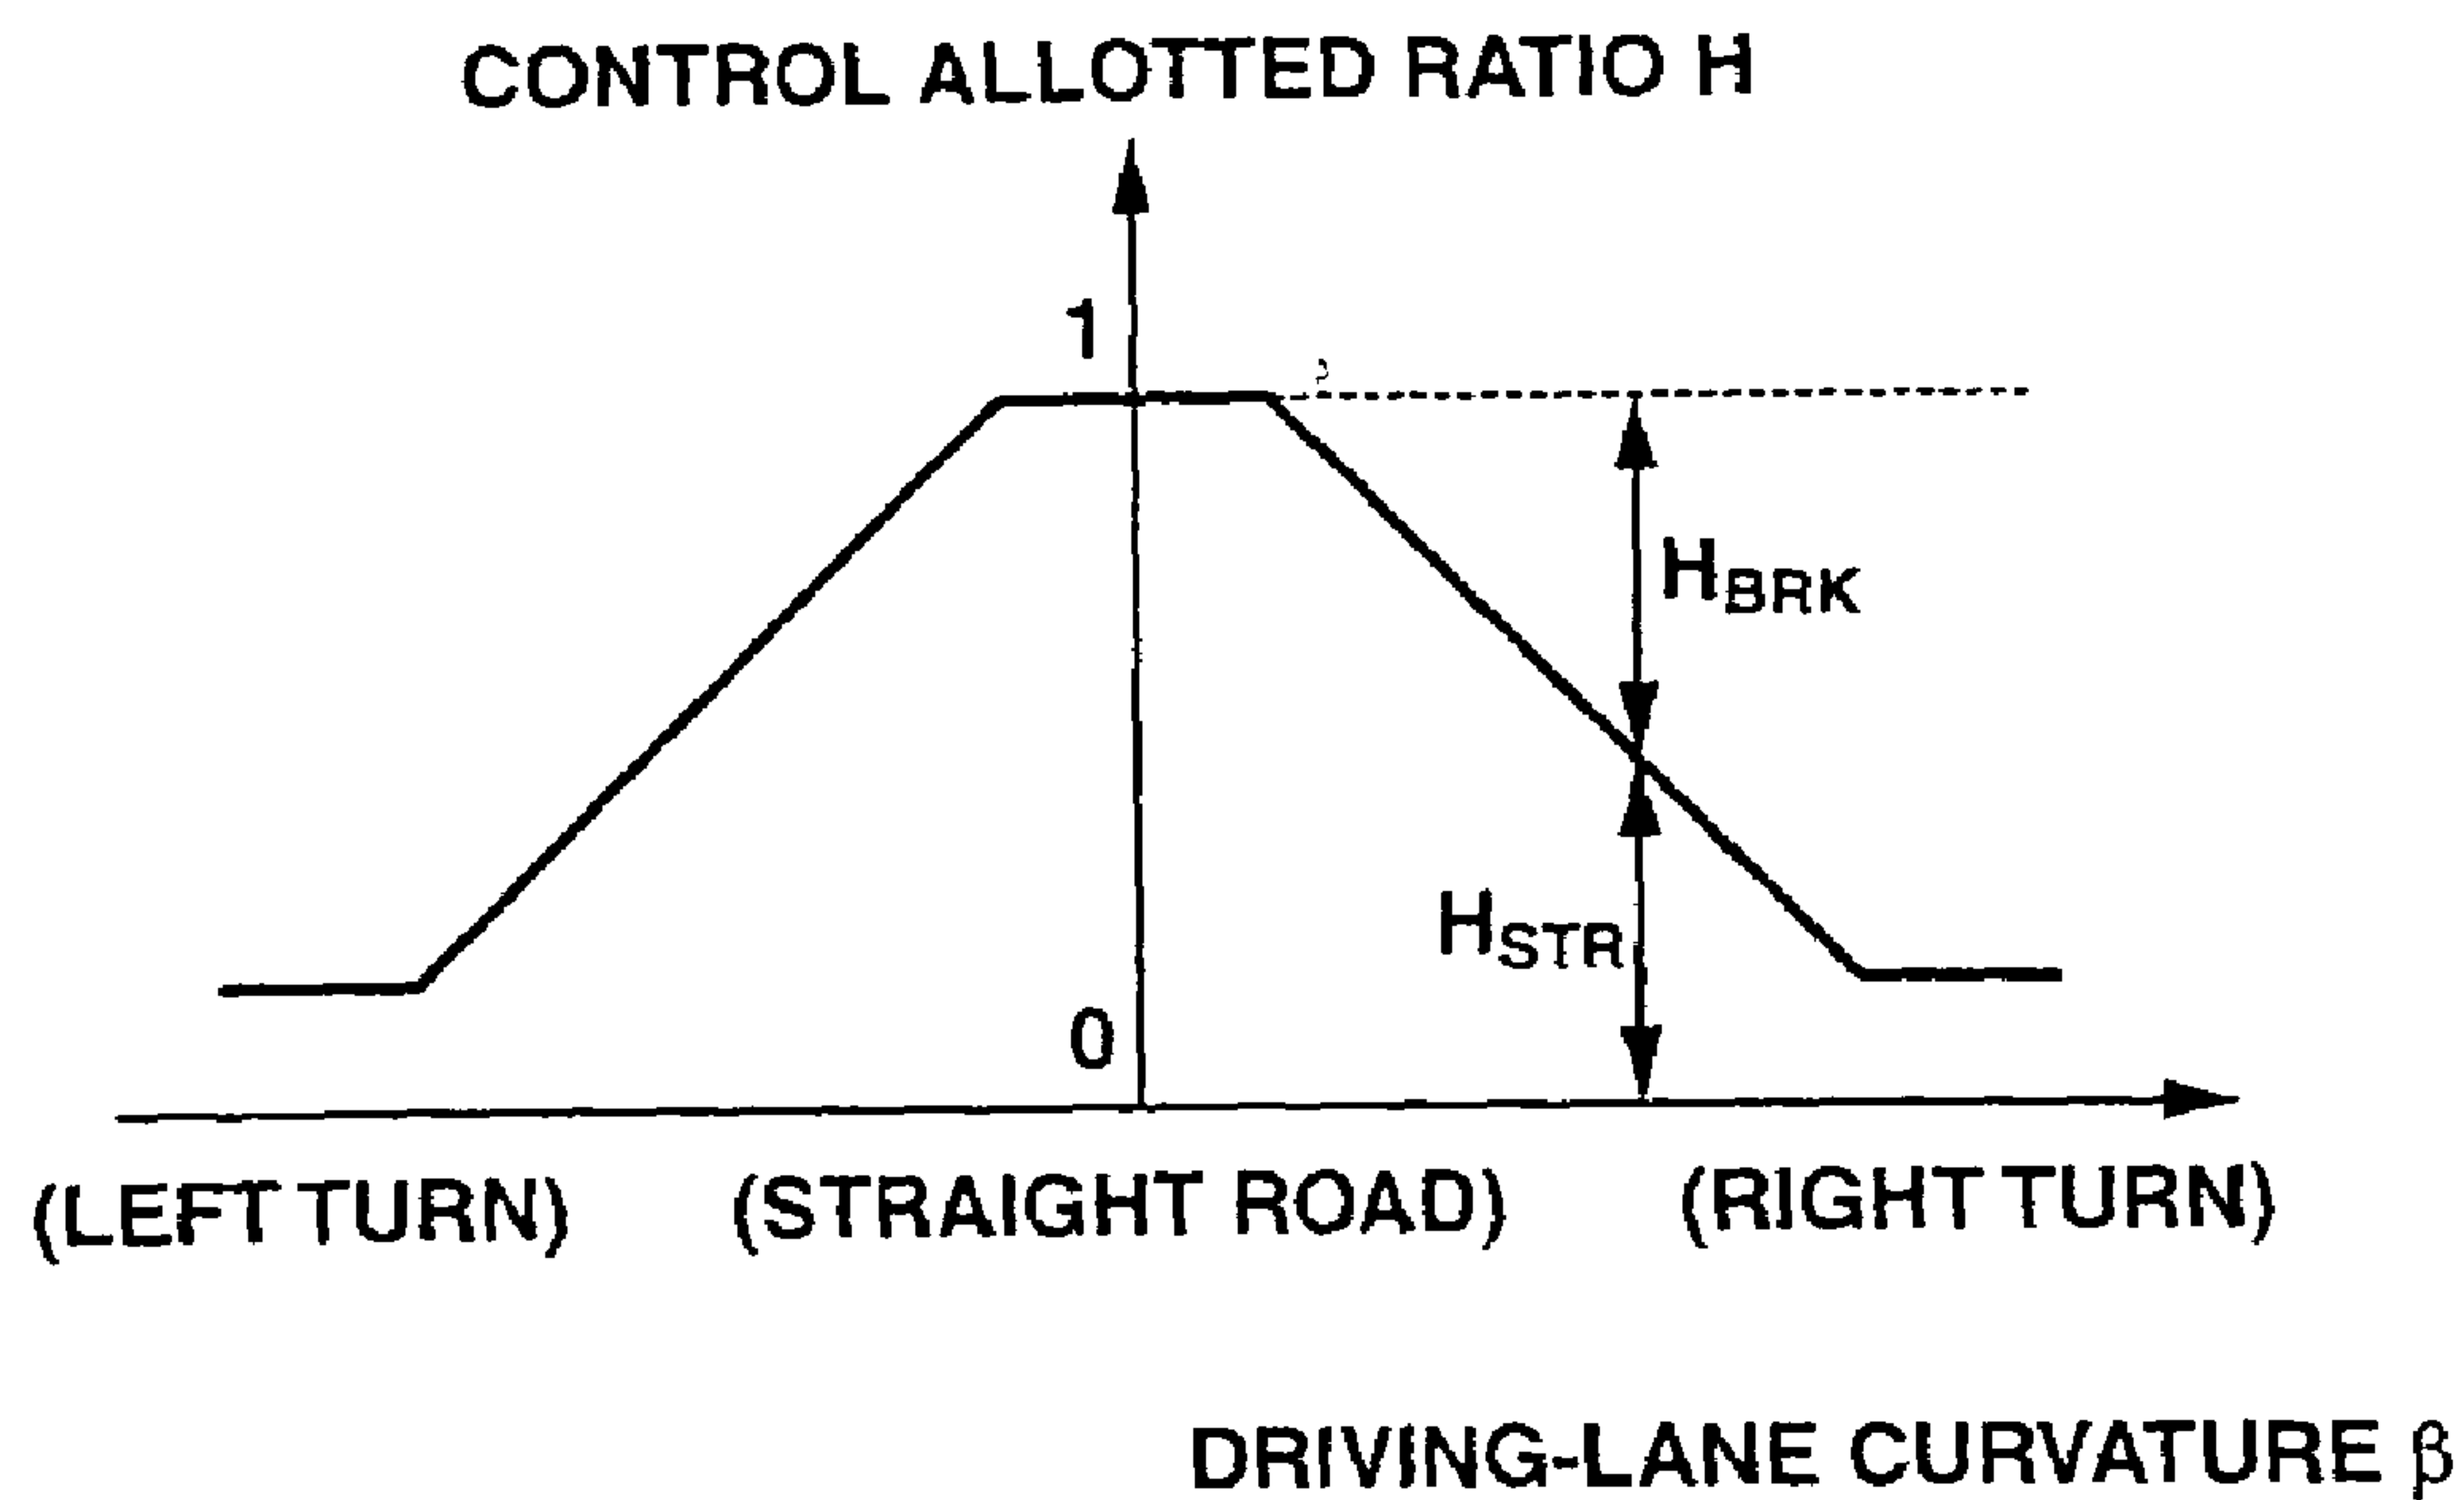 CONTROL ALLOTTED RATIO H
1
HBRK
HSTR
0
(LEFT TURN) (STRAIGHT ROAD) (RIGHT TURN)
DRIVING-LANE CURVATURE β